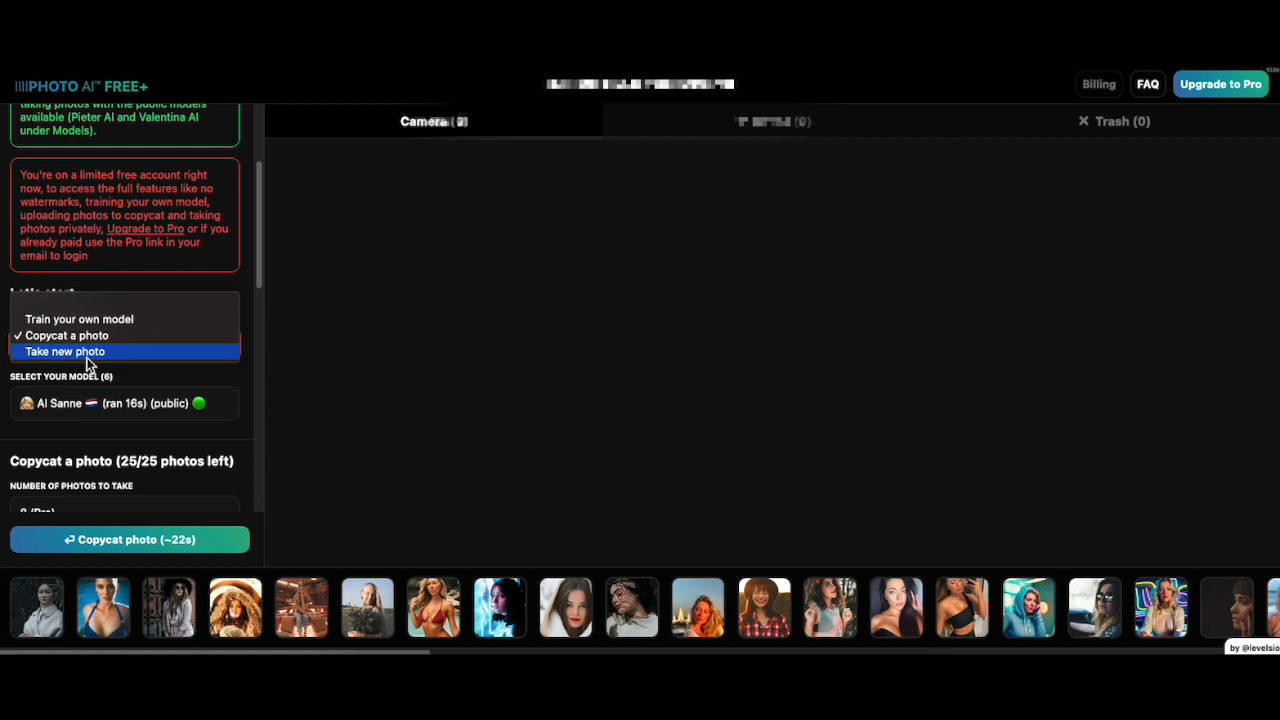 PHOTO AI™ FREE+
Billing
FAQ
Upgrade to Pro
taking photos with the public models
available (Pieter AI and Valentina AI
under Models).
Camera
Trash (0)
You're on a limited free account right
now, to access the full features like no
watermarks, training your own model,
uploading photos to copycat and taking
photos privately, Upgrade to Pro or if you
already paid use the Pro link in your
email to login
Train your own model
✓ Copycat a photo
Take new photo
SELECT YOUR MODEL (6)
AI Sanne (ran 16s) (public)
Copycat a photo (25/25 photos left)
NUMBER OF PHOTOS TO TAKE
Copycat photo (~22s)
by @levelsio